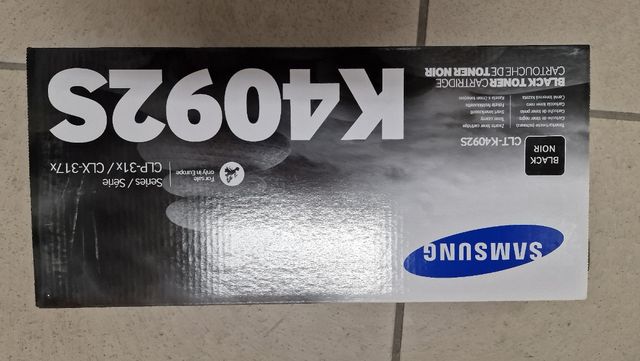 SAMSUNG
BLACK
NOIR
CLT-K4092S
For sale
only in Europe
Series / Série
CLP-31x / CLX-317x
K4092S
BLACK TONER CARTRIDGE
CARTOUCHE DE TONER NOIR